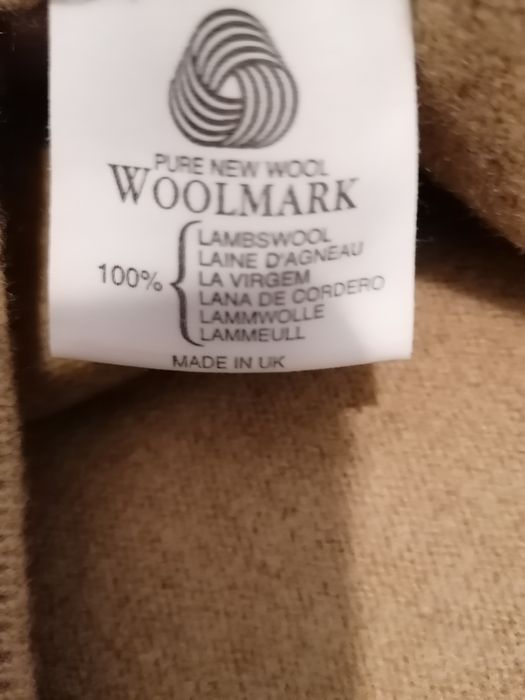 PURE NEW WOOL
WOOLMARK
100%
LAMBSWOOL
LAINE D'AGNEAU
LA VIRGEM
LANA DE CORDERO
LAMMWOLLE
LAMMEULL
MADE IN UK